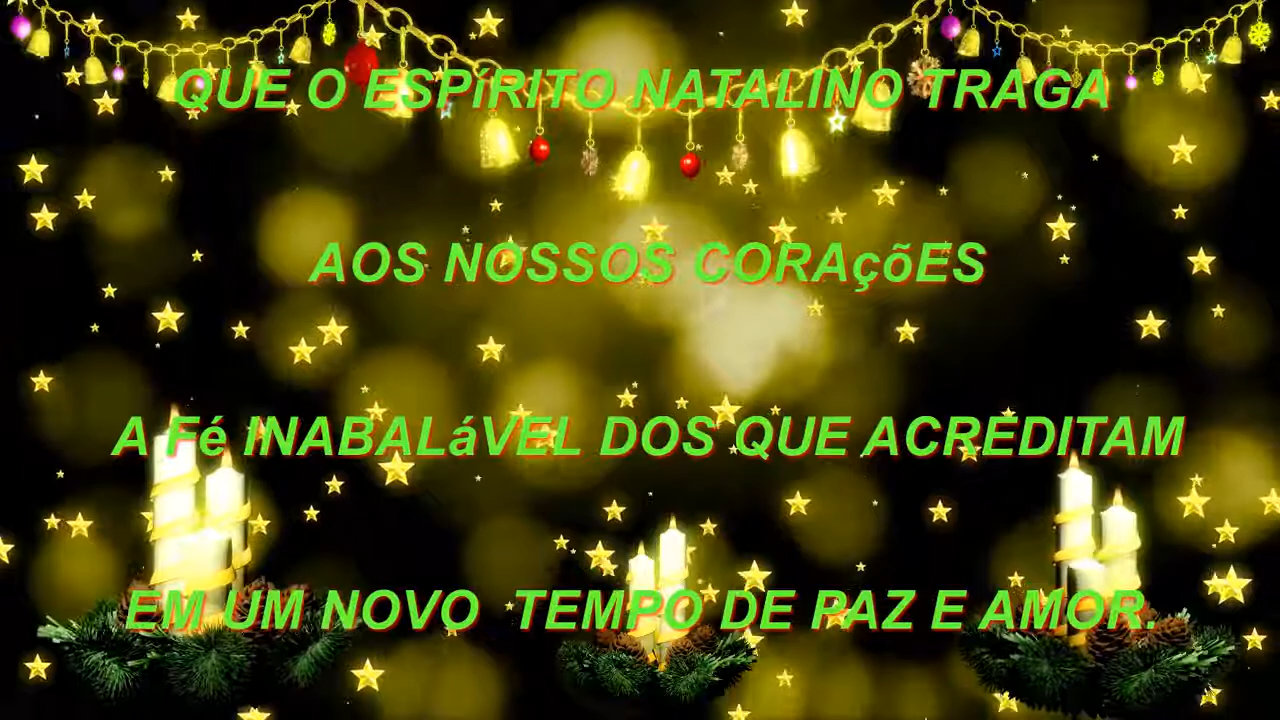 QUE O ESPíRITO NATALINO TRAGA
AOS NOSSOS CORAçõES
A Fé INABALáVEL DOS QUE ACREDITAM
EM UM NOVO  TEMPO DE PAZ E AMOR.